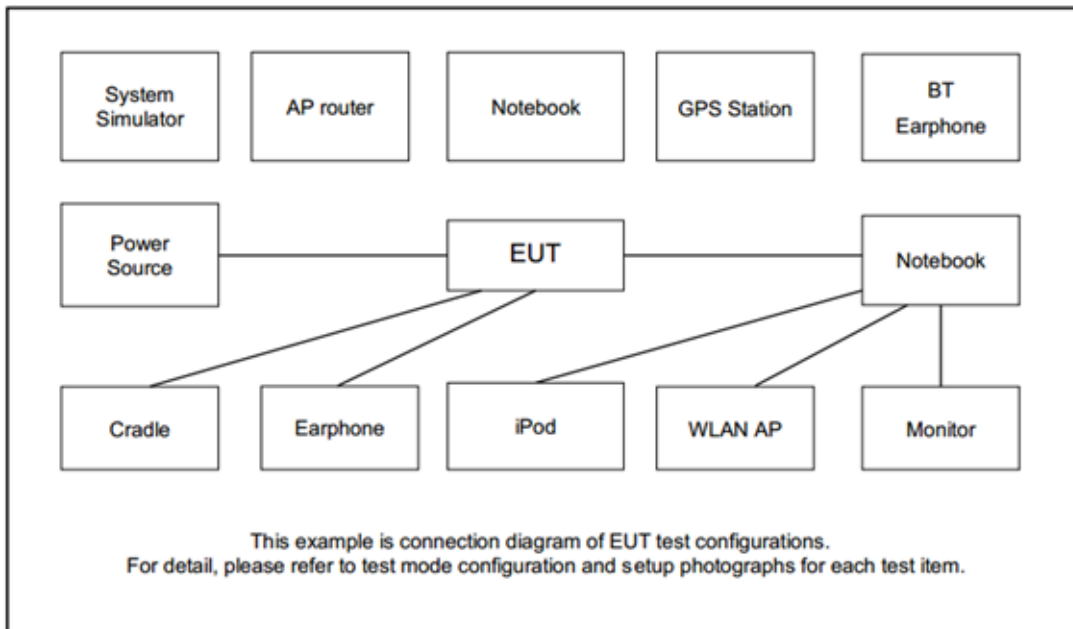 System
Simulator
AP router
Notebook
GPS Station
BT
Earphone
Power
Source
EUT
Notebook
Cradle
Earphone
iPod
WLAN AP
Monitor
This example is connection diagram of EUT test configurations.
For detail, please refer to test mode configuration and setup photographs for each test item.